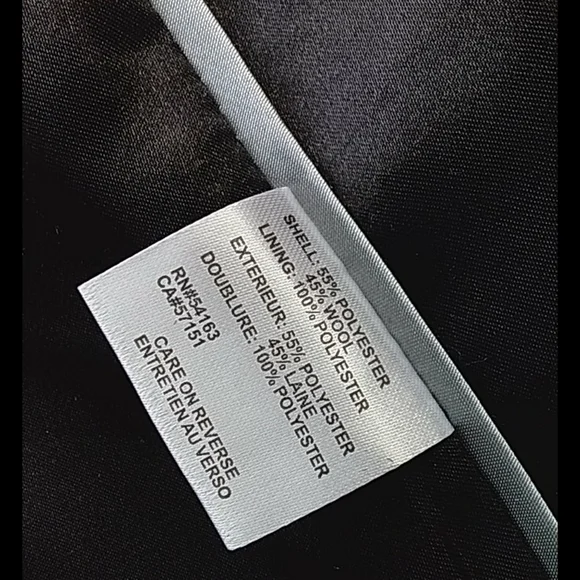 SHELL: 55% POLYESTER
45% WOOL
LINING: 100% POLYESTER
EXTERIEUR: 55% POLYESTER
45% LAINE
DOUBLURE: 100% POLYESTER
RN#54163
CA#57151
CARE ON REVERSE
ENTRETIEN AU VERSO